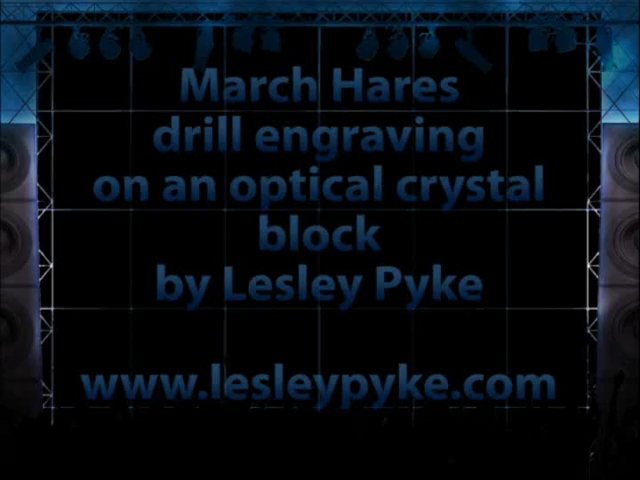 March Hares
drill engraving
on an optical crystal
block
by Lesley Pyke
www.lesleypyke.com